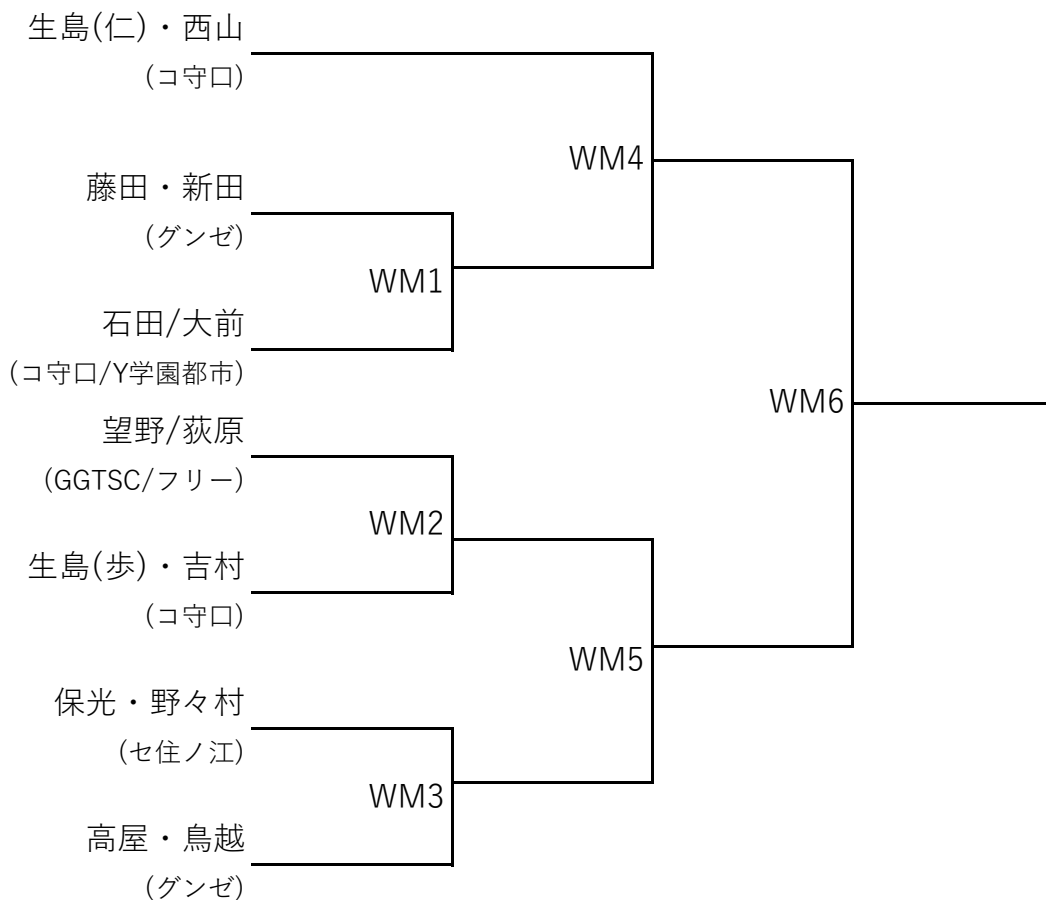 生島(仁)・西山
(コ守口)
WM4
藤田・新田
(グンゼ)
WM1
石田/大前
(コ守口/Y学園都市)
WM6
望野/荻原
(GGTSC/フリー)
WM2
生島(歩)・吉村
(コ守口)
WM5
保光・野々村
(セ住ノ江)
WM3
高屋・鳥越
(グンゼ)